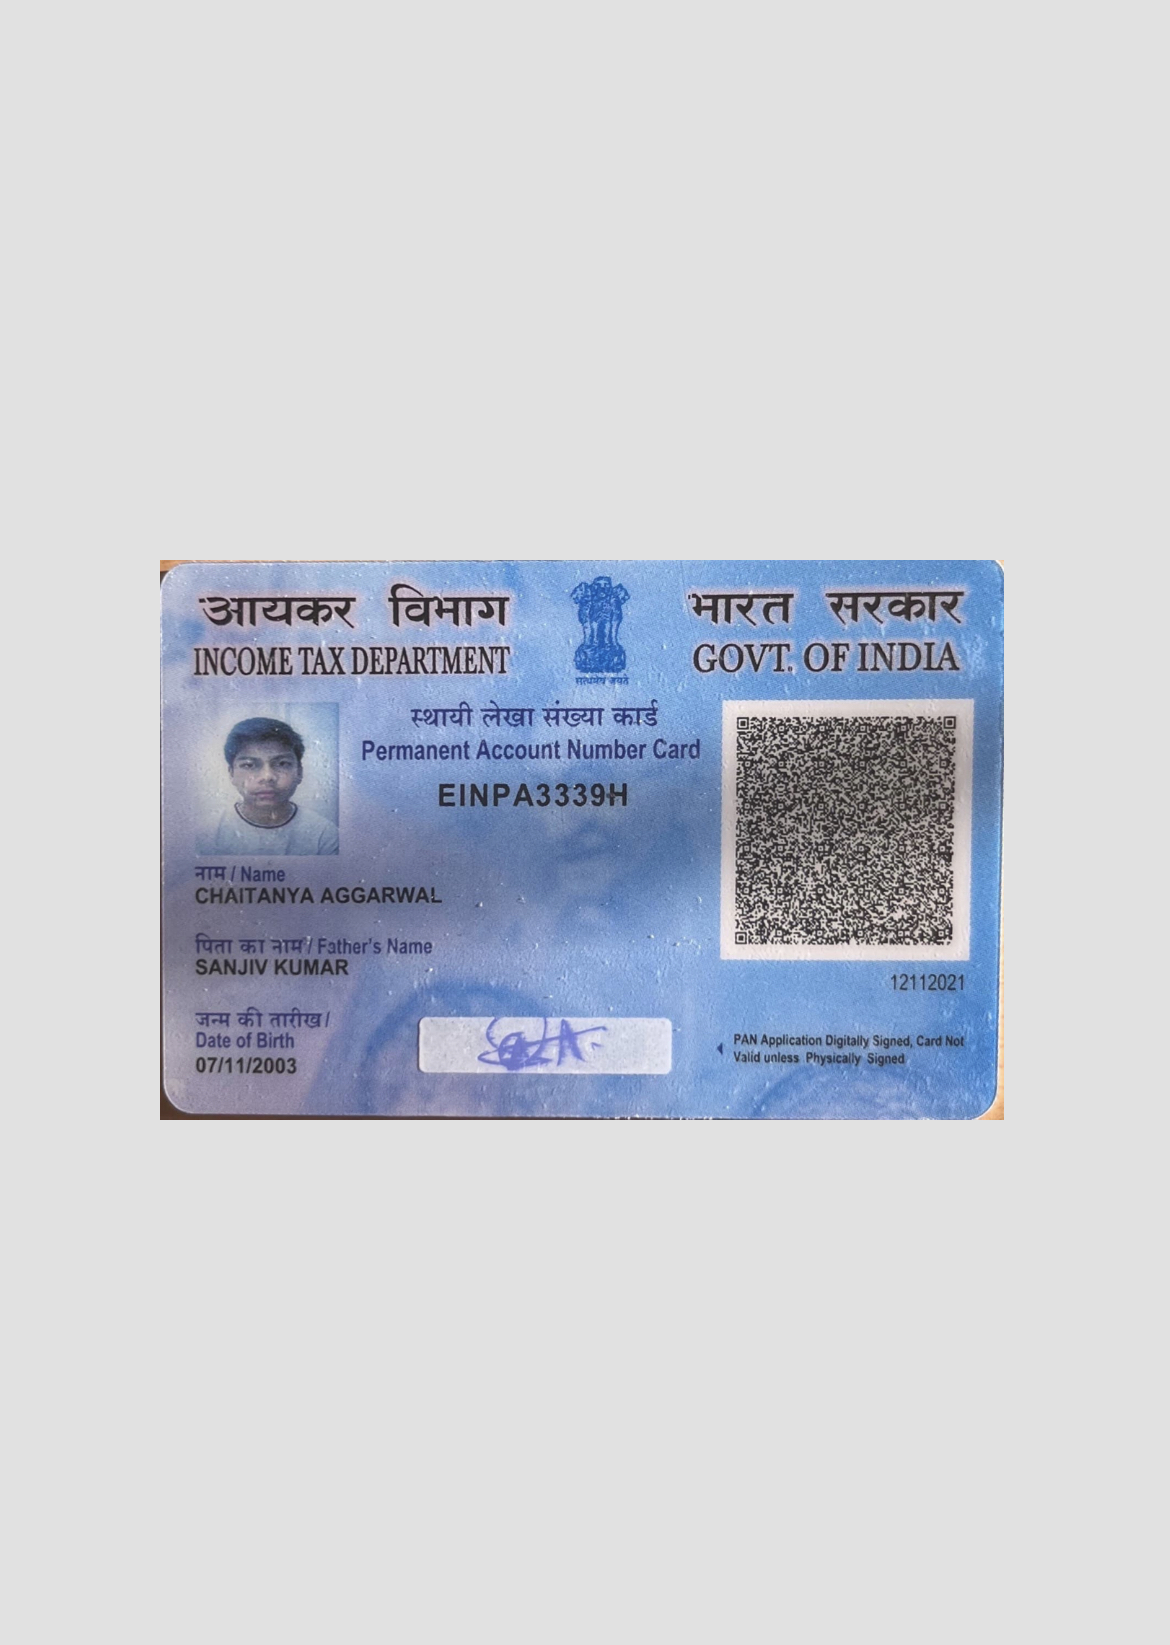 आयकर विभाग
INCOME TAX DEPARTMENT
सत्यमेव जयते
भारत सरकार
GOVT. OF INDIA
स्थायी लेखा संख्या कार्ड
Permanent Account Number Card
EINPA3339H
नाम / Name
CHAITANYA AGGARWAL
पिता का नाम / Father's Name
SANJIV KUMAR
जन्म की तारीख /
Date of Birth
07/11/2003
12112021
PAN Application Digitally Signed, Card Not
Valid unless Physically Signed